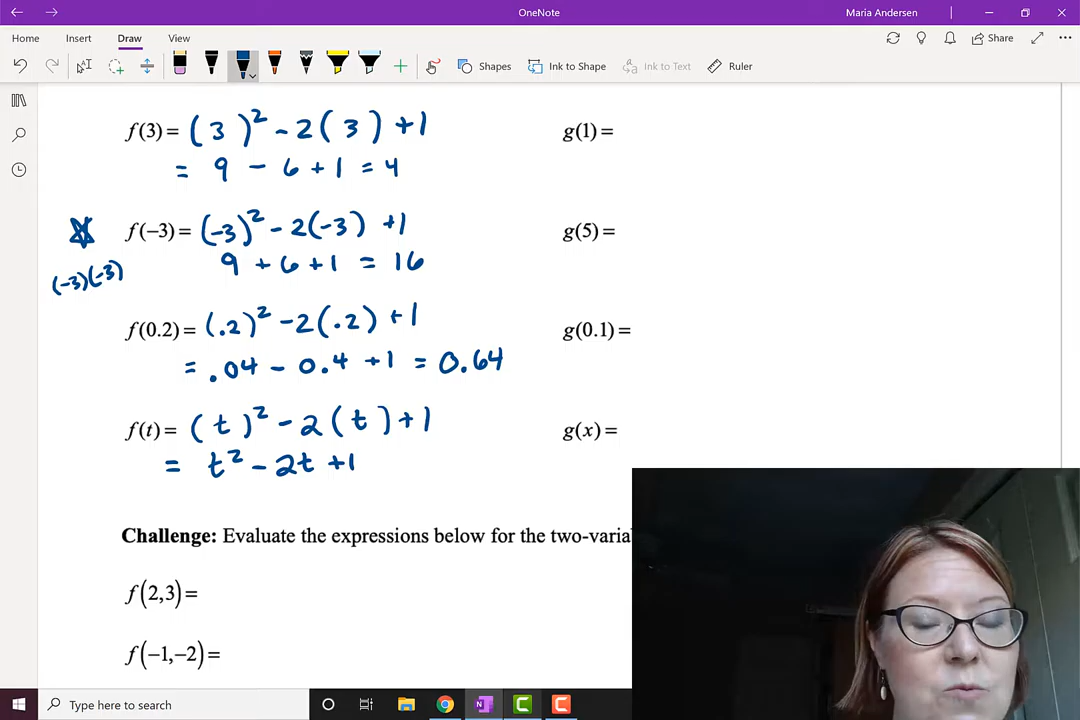 OneNote
Maria Andersen
Home Insert Draw View
Share
Shapes Ink to Shape Ink to Text Ruler
f(3) = (3)² - 2(3) + 1
= 9 - 6 + 1 = 4
g(1) =
f(−3) = (-3)² - 2(-3) + 1
(-3)(-3)
9 + 6 + 1 = 16
g(5) =
f(0.2) = (.2)² - 2(.2) + 1
= .04 - 0.4 + 1 = 0.64
g(0.1) =
f(t) = (t)² - 2(t) + 1
= t² - 2t + 1
g(x) =
Challenge: Evaluate the expressions below for the two-varia
f(2,3) =
f(−1,−2) =
Type here to search